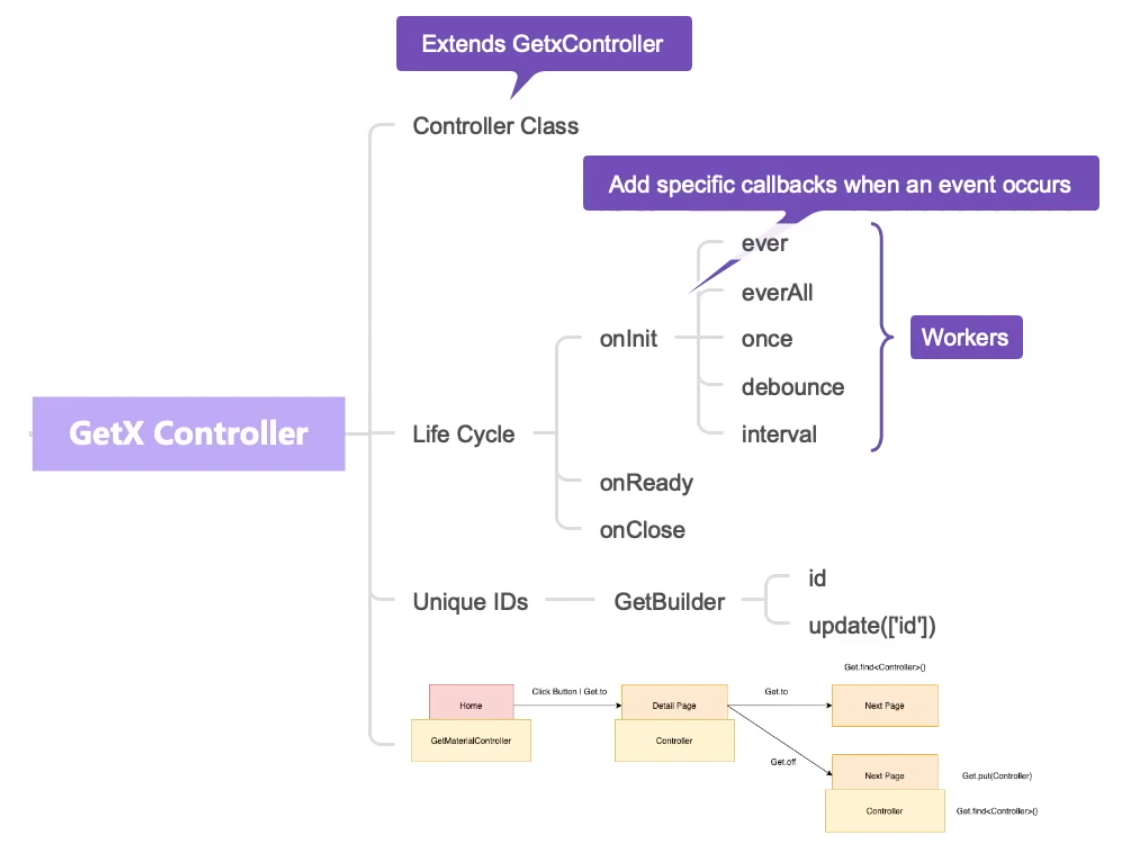 Extends GetxController
Controller Class
Add specific callbacks when an event occurs
ever
everAll
onInit
once
Workers
debounce
GetX Controller
Life Cycle
interval
onReady
onClose
id
Unique IDs
GetBuilder
update(['id'])
Get.find<Controller>()
Click Button | Get.to
Get.to
Home
Detail Page
Next Page
GetMaterialController
Controller
Get.off
Next Page
Get.put(Controller)
Controller
Get.find<Controller>()